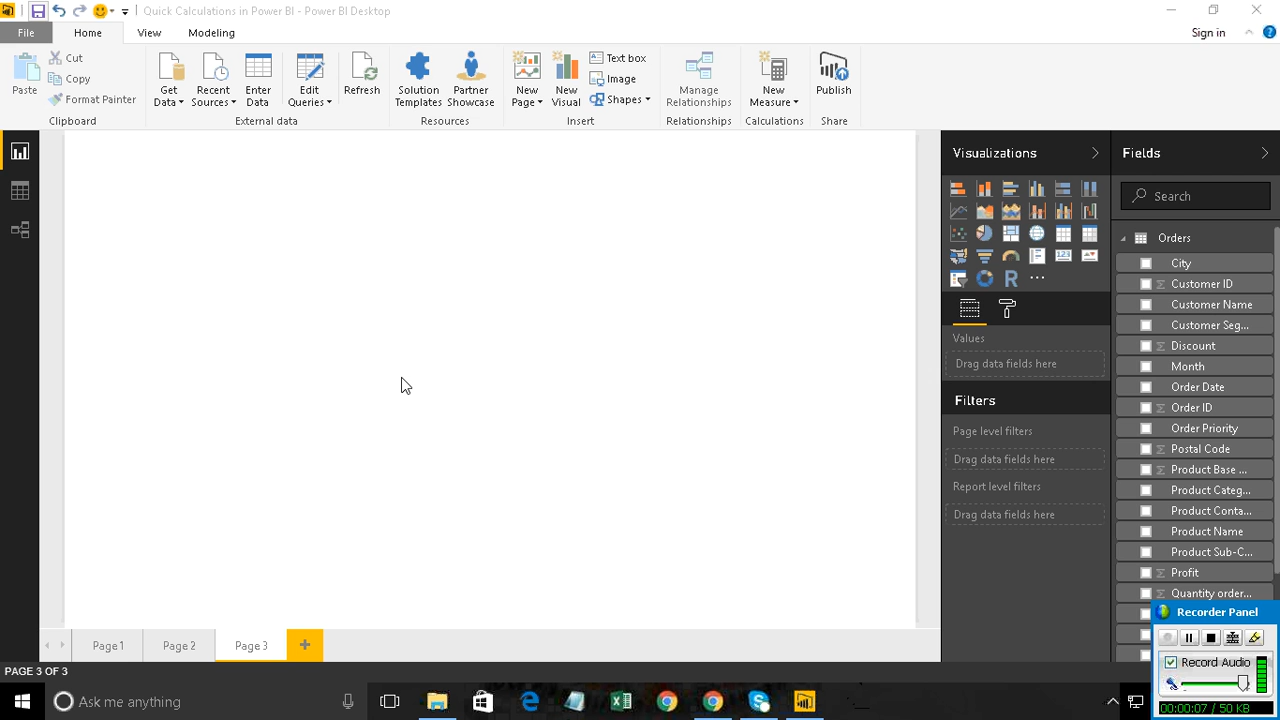 Quick Calculations in Power BI - Power BI Desktop
File
Home
View
Modeling
Sign in
Paste
Cut
Copy
Format Painter
Clipboard
Get
Data
Recent
Sources
Enter
Data
Edit
Queries
Refresh
External data
Solution
Templates
Partner
Showcase
Resources
New
Page
New
Visual
Text box
Image
Shapes
Insert
Manage
Relationships
Relationships
New
Measure
Calculations
Publish
Share
Visualizations
R
123
Values
Drag data fields here
Filters
Page level filters
Drag data fields here
Report level filters
Drag data fields here
Fields
Search
Orders
City
Customer ID
Customer Name
Customer Seg...
Discount
Month
Order Date
Order ID
Order Priority
Postal Code
Product Base ...
Product Categ...
Product Conta...
Product Name
Product Sub-C...
Profit
Quantity order...
Recorder Panel
Record Audio
00:00:07 / 50 KB
Page 1
Page 2
Page 3
PAGE 3 OF 3
Ask me anything